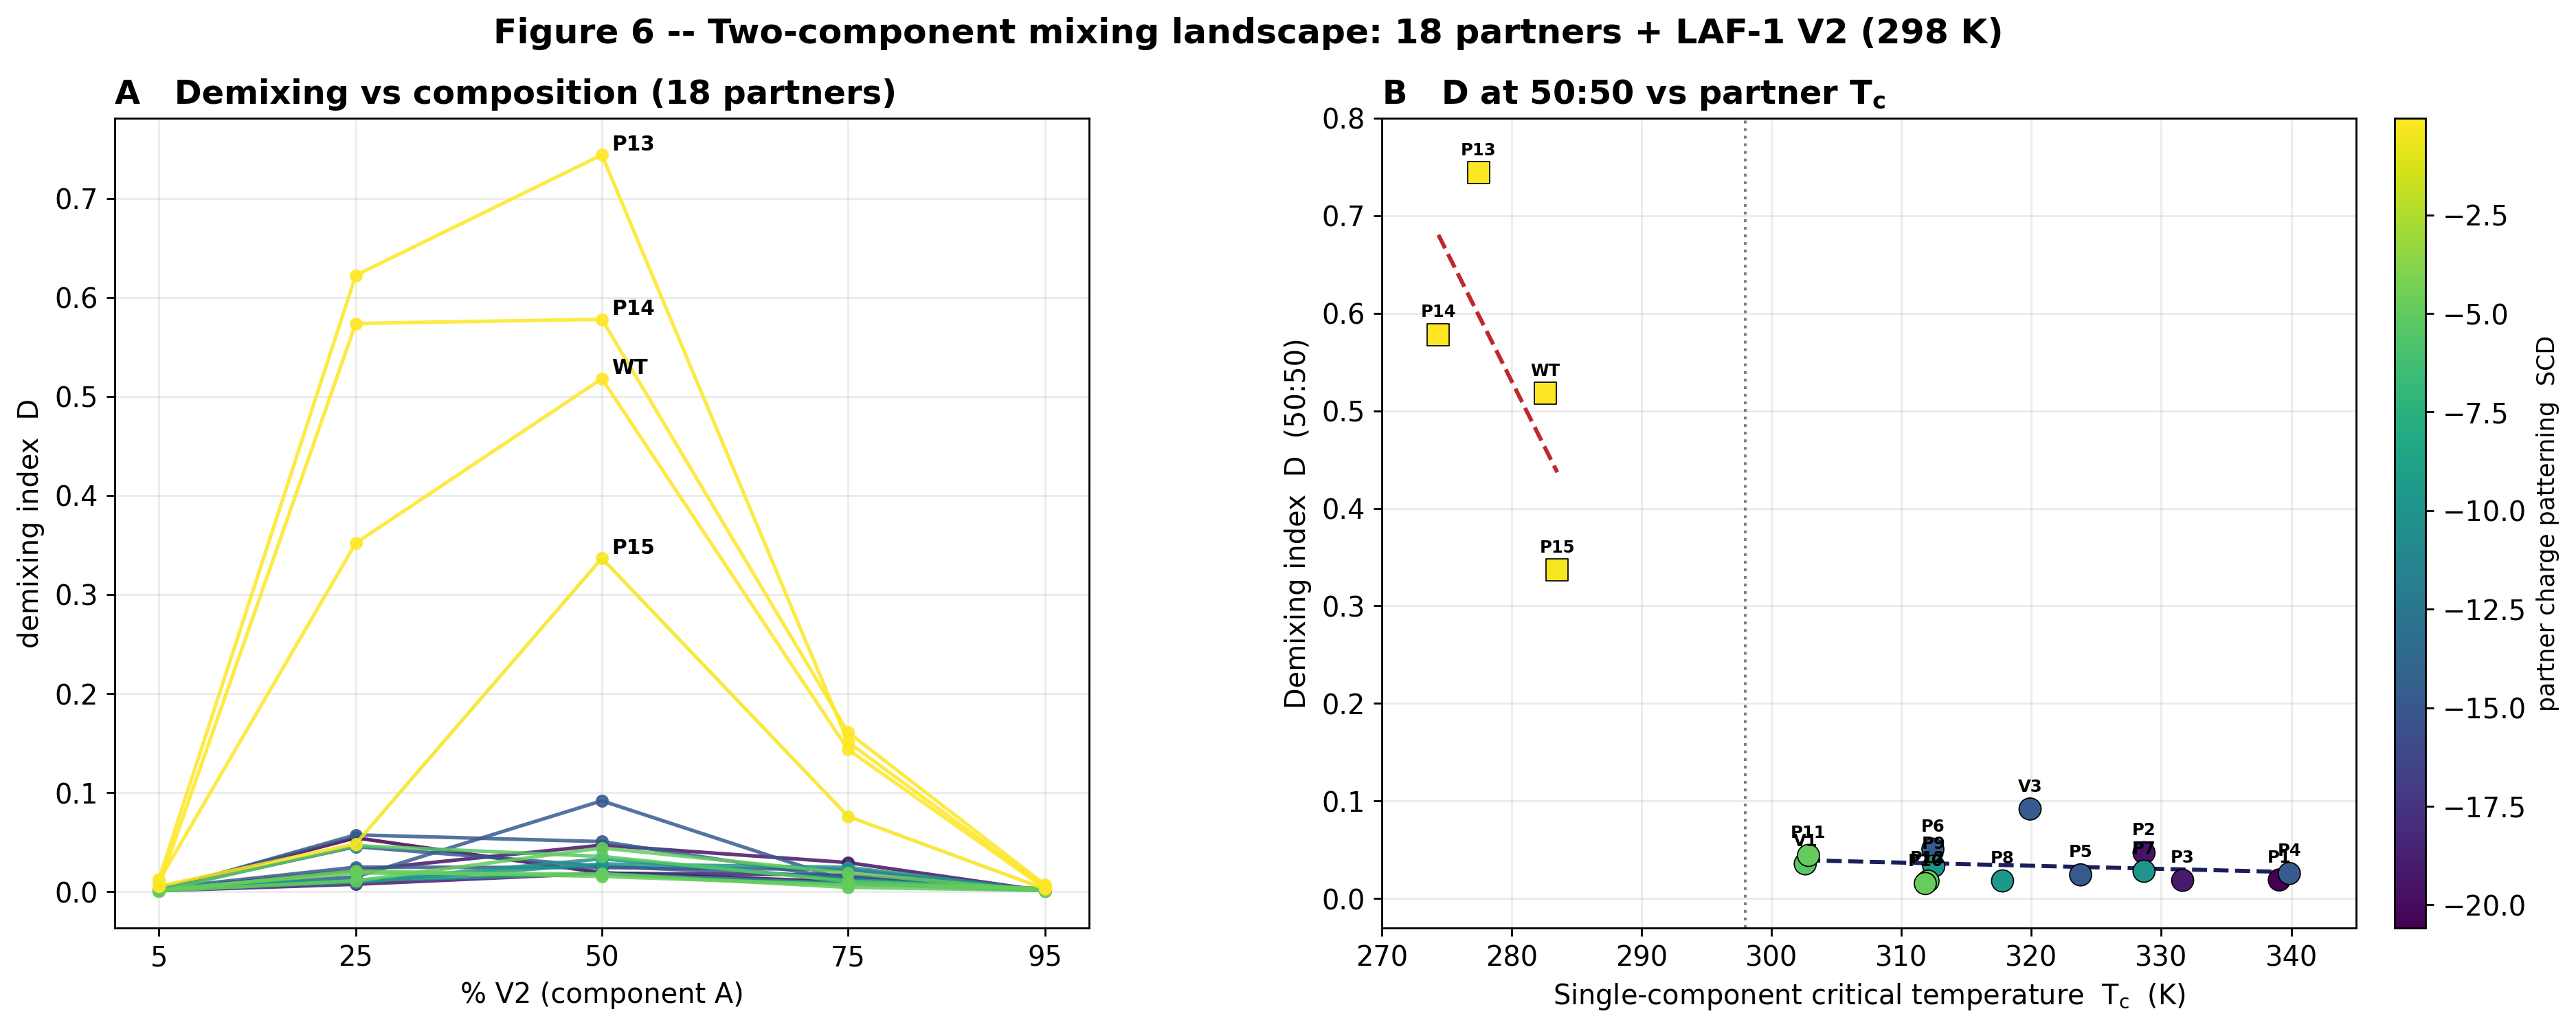 Figure 6 -- Two-component mixing landscape: 18 partners + LAF-1 V2 (298 K)
A Demixing vs composition (18 partners)
demixing index D
0.7
0.6
0.5
0.4
0.3
0.2
0.1
0.0
P13
P14
WT
P15
5 25 50 75 95
% V2 (component A)
B D at 50:50 vs partner Tc
Demixing index D (50:50)
0.8
0.7
0.6
0.5
0.4
0.3
0.2
0.1
0.0
P13
P14
WT
P15
V3
P11
V1
P6
P9
P8
P5
P2
P7
P3
P1
P4
270 280 290 300 310 320 330 340
Single-component critical temperature Tc (K)
−2.5
−5.0
−7.5
−10.0
−12.5
−15.0
−17.5
−20.0
partner charge patterning SCD